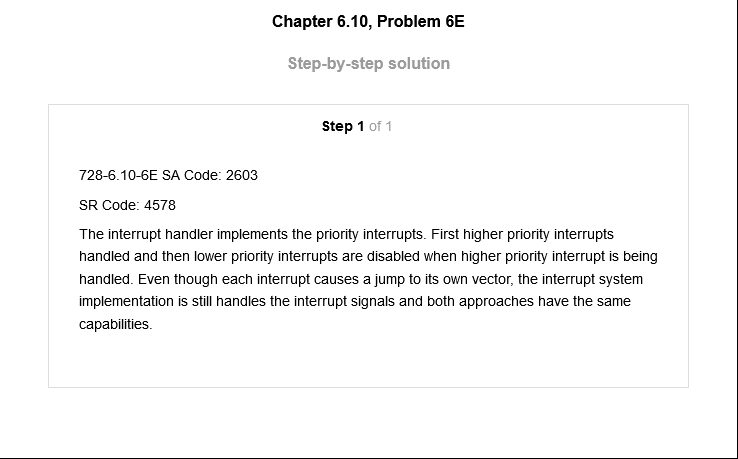 Chapter 6.10, Problem 6E
Step-by-step solution
Step 1 of 1
728-6.10-6E SA Code: 2603
SR Code: 4578
The interrupt handler implements the priority interrupts. First higher priority interrupts
handled and then lower priority interrupts are disabled when higher priority interrupt is being
handled. Even though each interrupt causes a jump to its own vector, the interrupt system
implementation is still handles the interrupt signals and both approaches have the same
capabilities.